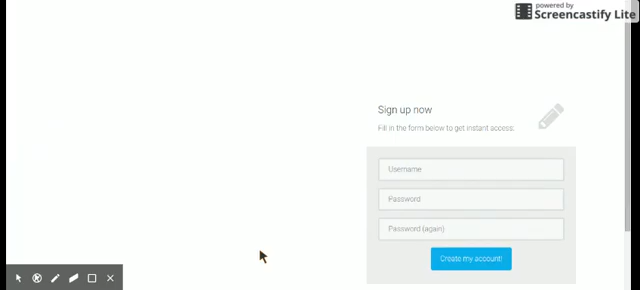 powered by
Screencastify Lite
Sign up now
Fill in the form below to get instant access.
Username
Password
Password (again)
Create my account!